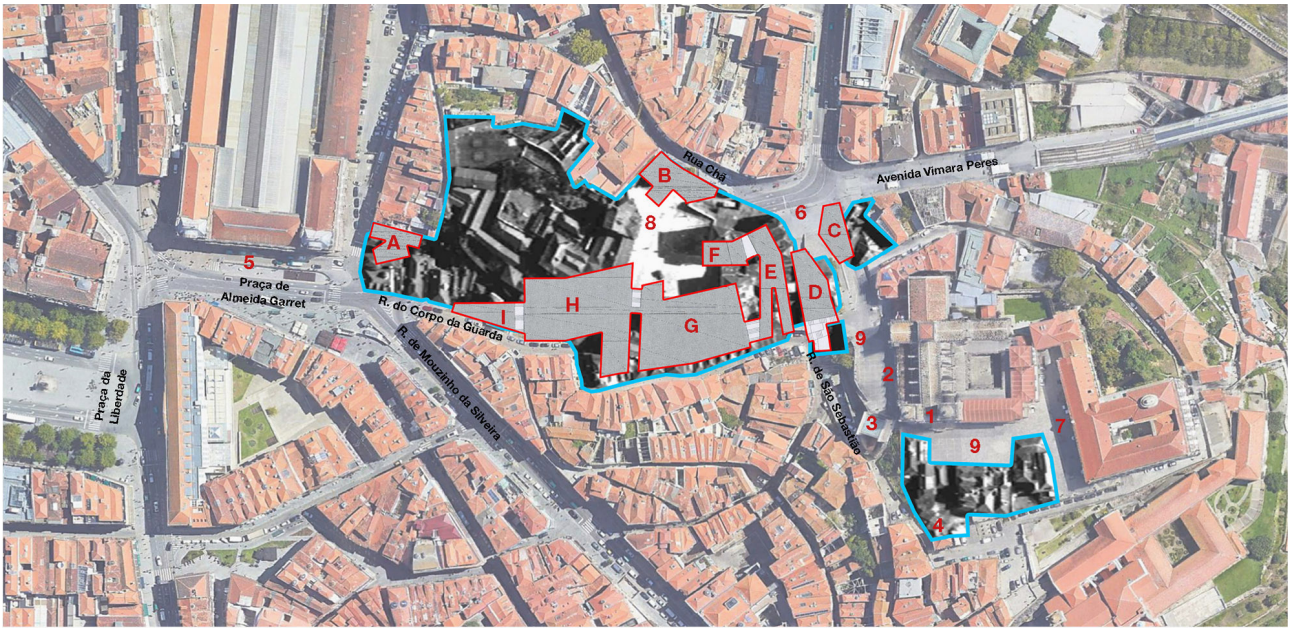 Rua Chã
B
Avenida Vimara Peres
6
8
C
A
F
E
5
Praça de
Almeida Garret
D
H
R. do Corpo da Guarda
I
G
9
R. de Mouzinho da Silveira
R. de São Sebastião
2
Praça da
Liberdade
3
1
7
9
4